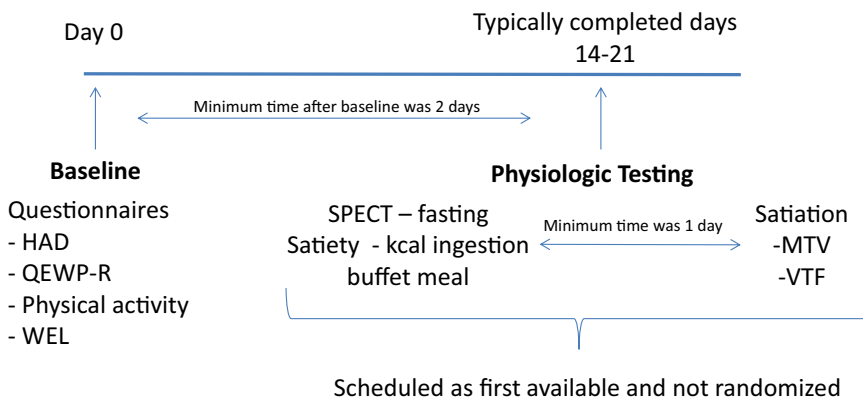 Day 0
Typically completed days
14-21
Minimum time after baseline was 2 days
Baseline
Questionnaires
- HAD
- QEWP-R
- Physical activity
- WEL
Physiologic Testing
SPECT – fasting
Satiety - kcal ingestion
buffet meal
Minimum time was 1 day
Satiation
-MTV
-VTF
Scheduled as first available and not randomized